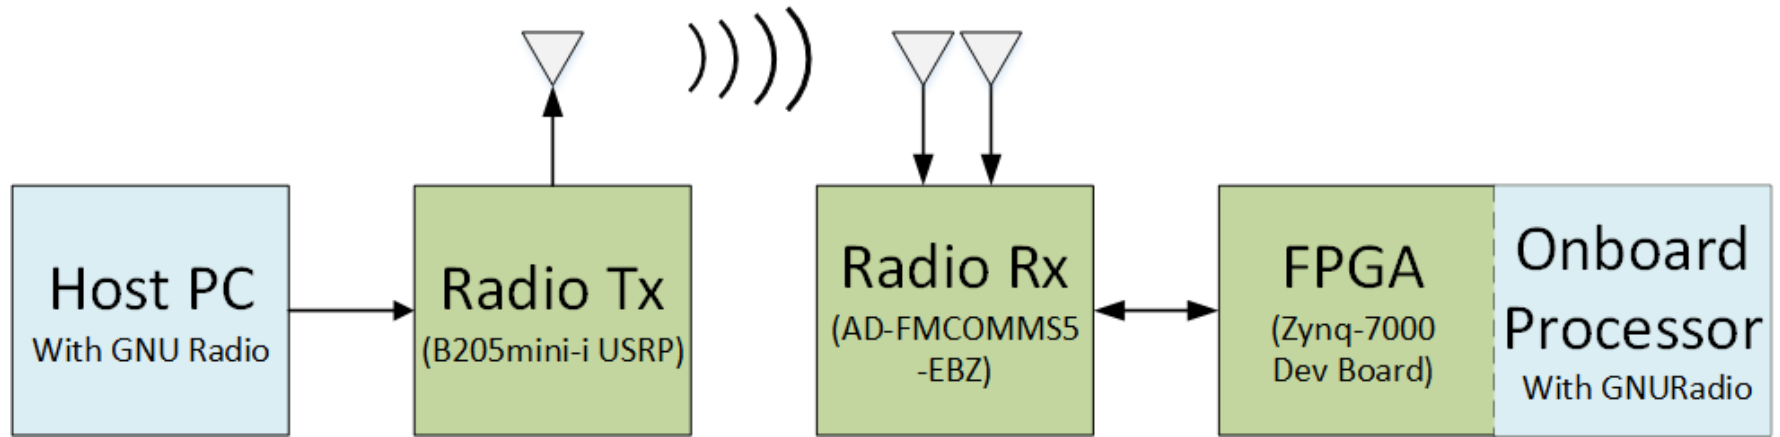 Host PC
With GNU Radio
Radio Tx
(B205mini-i USRP)
Radio Rx
(AD-FMCOMMS5
-EBZ)
FPGA
(Zynq-7000
Dev Board)
Onboard
Processor
With GNURadio